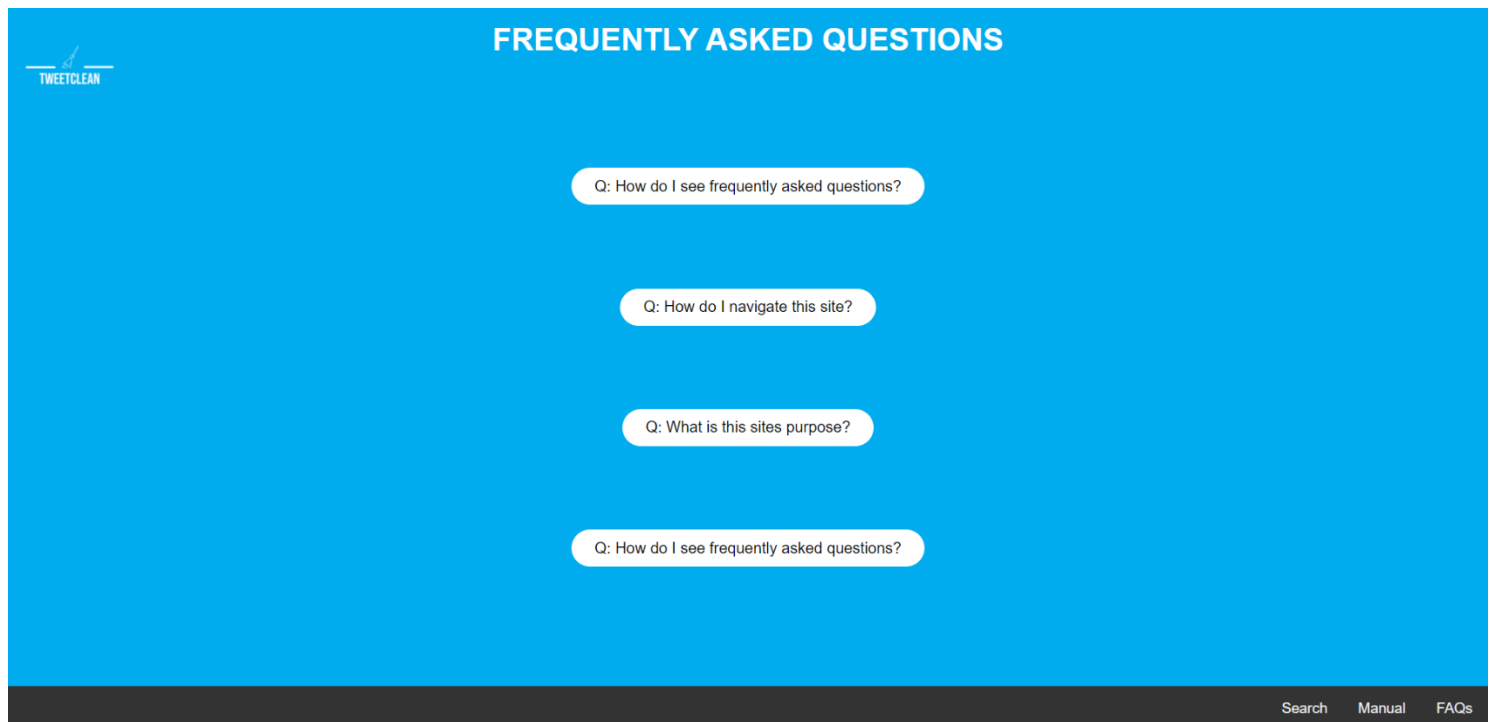 FREQUENTLY ASKED QUESTIONS
TWEETCLEAN
Q: How do I see frequently asked questions?
Q: How do I navigate this site?
Q: What is this sites purpose?
Q: How do I see frequently asked questions?
Search Manual FAQs